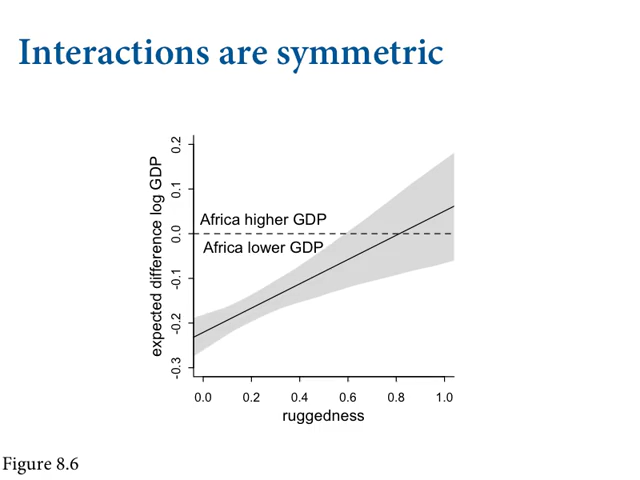 Interactions are symmetric
expected difference log GDP
0.2
0.1
0.0
-0.1
-0.2
-0.3
Africa higher GDP
Africa lower GDP
0.0 0.2 0.4 0.6 0.8 1.0
ruggedness
Figure 8.6